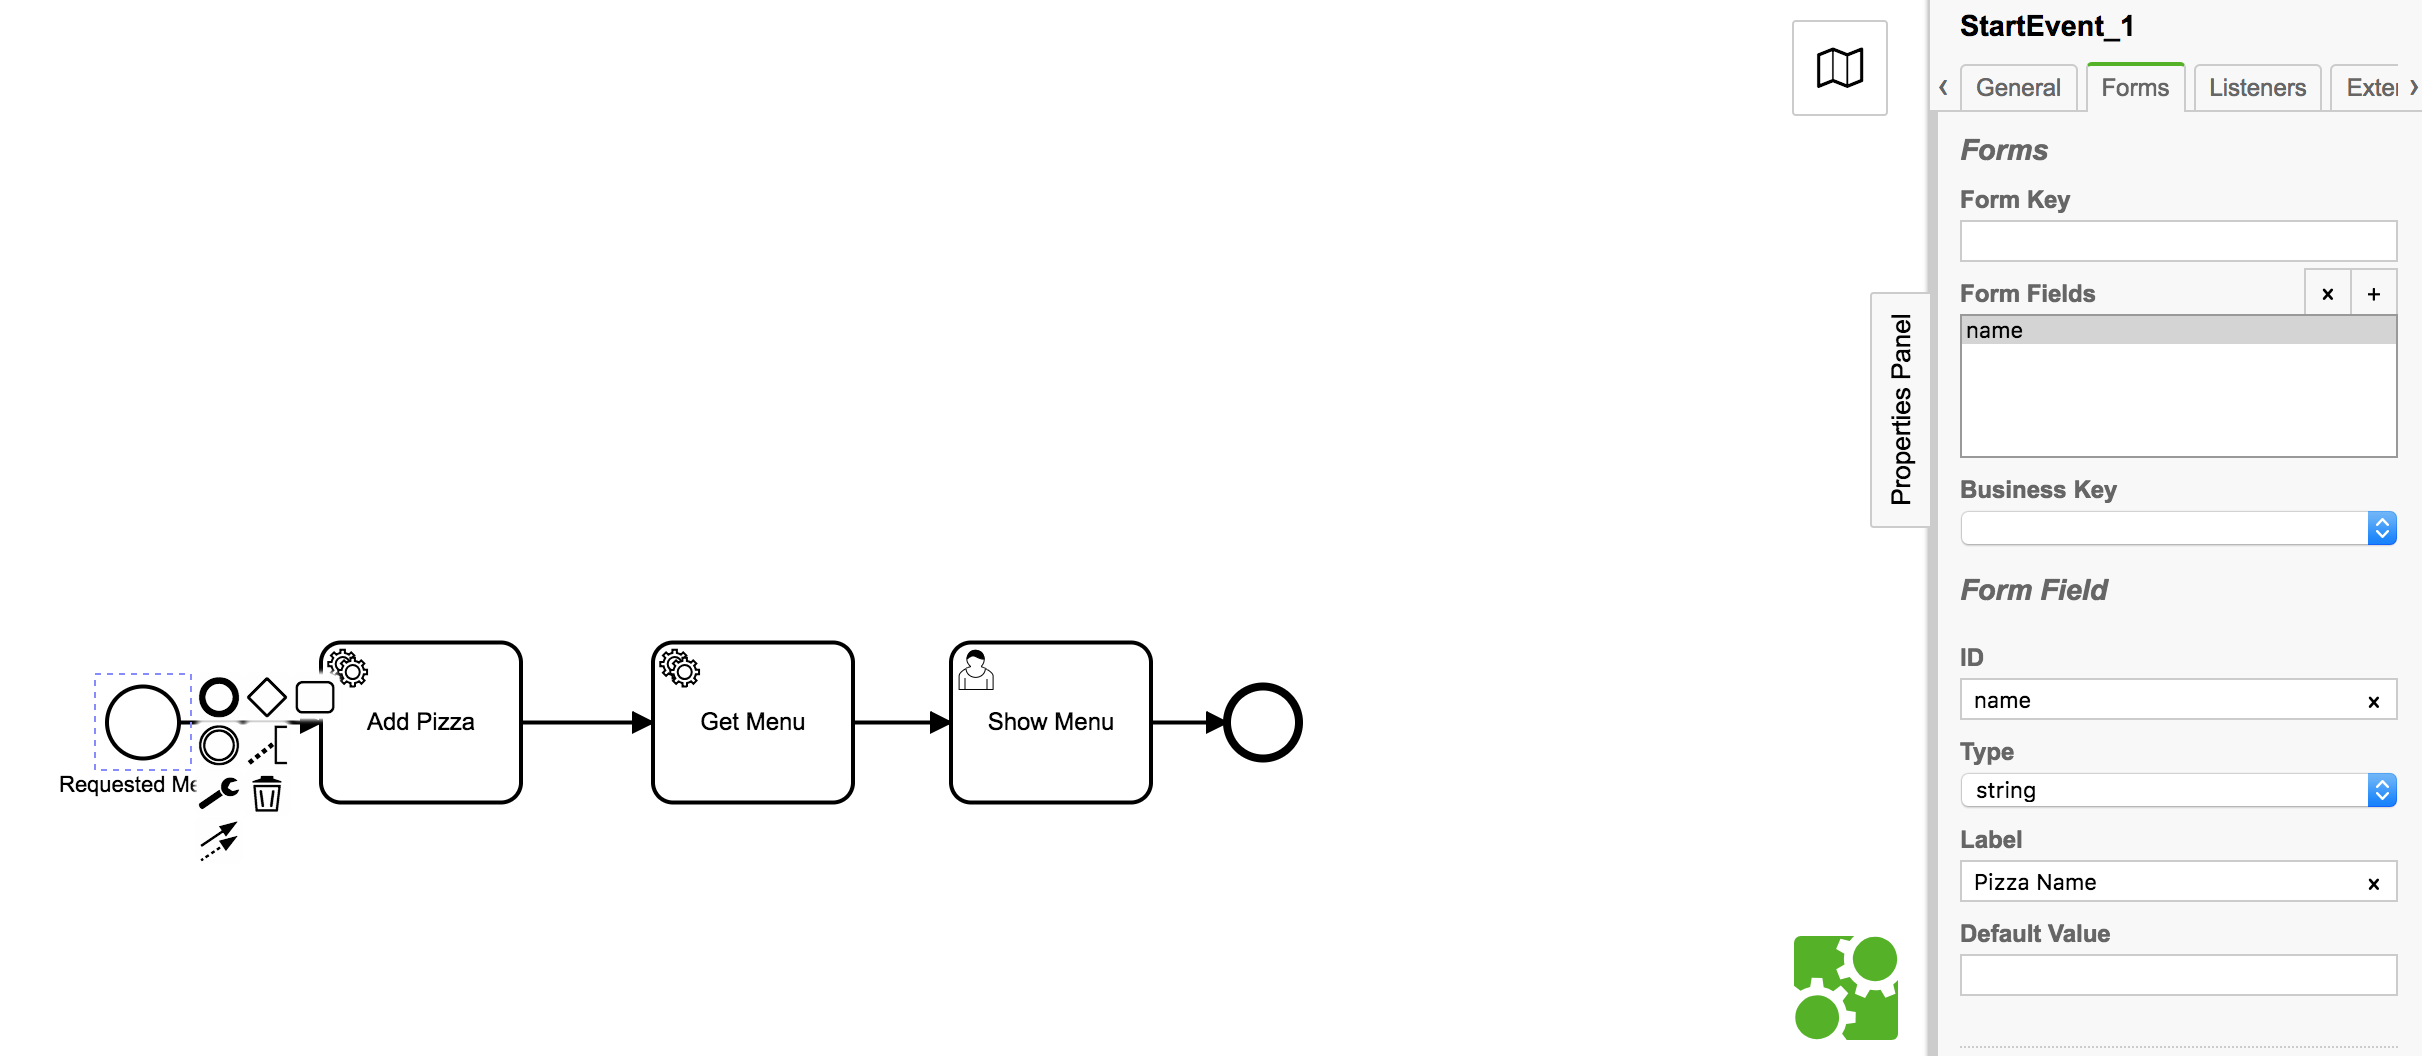 StartEvent_1
General
Forms
Listeners
Exter
Forms
Form Key
Form Fields
name
Business Key
Form Field
ID
name
Type
string
Label
Pizza Name
Default Value
Properties Panel
Add Pizza
Get Menu
Show Menu
Requested Me